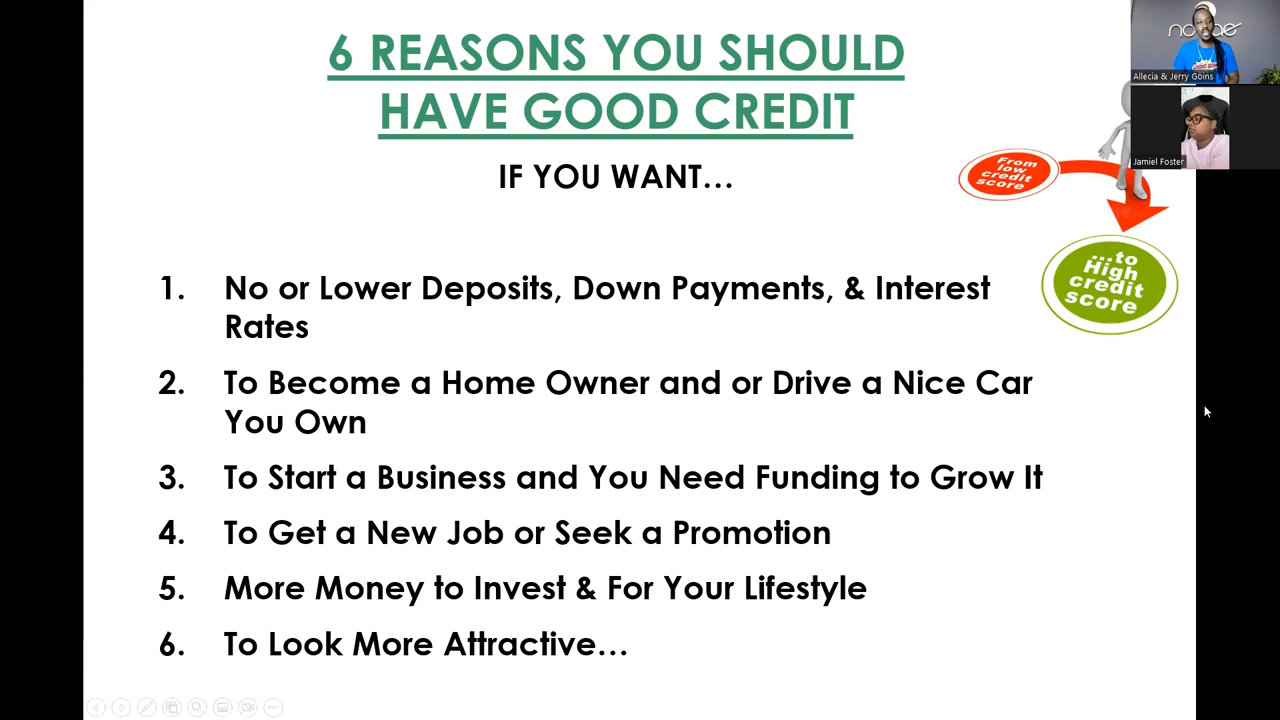 6 REASONS YOU SHOULD
HAVE GOOD CREDIT
IF YOU WANT...
1. No or Lower Deposits, Down Payments, & Interest
Rates
2. To Become a Home Owner and or Drive a Nice Car
You Own
3. To Start a Business and You Need Funding to Grow It
4. To Get a New Job or Seek a Promotion
5. More Money to Invest & For Your Lifestyle
6. To Look More Attractive...
From
low
credit
score
...to
High
credit
score
Allecia & Jerry Goins
Jamiel Foster